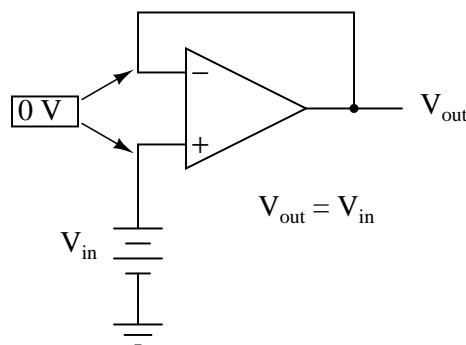 −
0 V
V_out
+
V_out = V_in
V_in